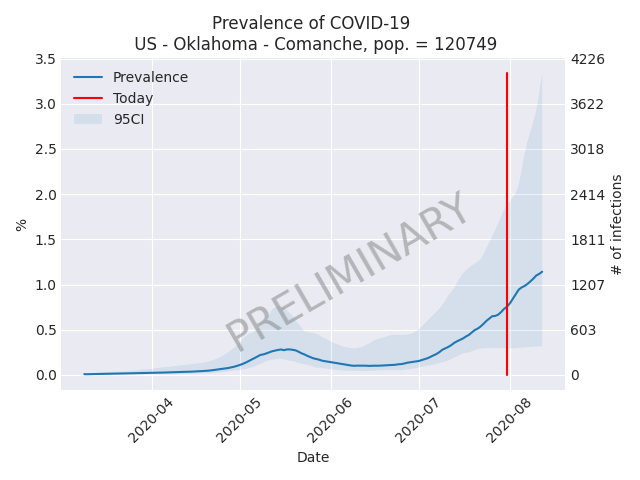 Prevalence of COVID-19
US - Oklahoma - Comanche, pop. = 120749
3.5
3.0
2.5
2.0
1.5
1.0
0.5
0.0
%
Prevalence
Today
95CI
PRELIMINARY
4226
3622
3018
2414
1811
1207
603
0
# of infections
2020-04
2020-05
2020-06
2020-07
2020-08
Date